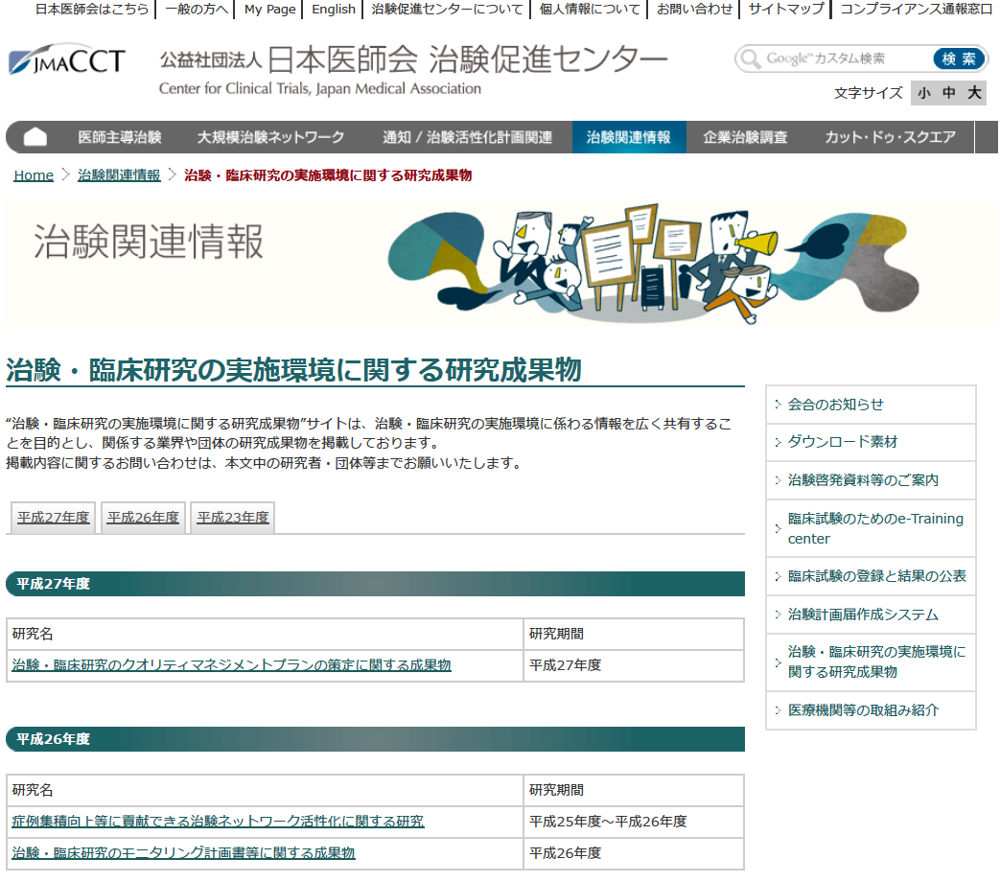 日本医師会はこちら 一般の方へ My Page English 治験促進センターについて 個人情報について お問い合わせ サイトマップ コンプライアンス通報窓口
JMACCT 公益社団法人 日本医師会 治験促進センター
Center for Clinical Trials, Japan Medical Association
Google™ カスタム検索 検索
文字サイズ 小 中 大
医師主導治験 大規模治験ネットワーク 通知 / 治験活性化計画関連 治験関連情報 企業治験調査 カット・ドゥ・スクエア
Home 治験関連情報 治験・臨床研究の実施環境に関する研究成果物
治験関連情報
治験・臨床研究の実施環境に関する研究成果物
“治験・臨床研究の実施環境に関する研究成果物”サイトは、治験・臨床研究の実施環境に係わる情報を広く共有するこ
とを目的とし、関係する業界や団体の研究成果物を掲載しております。
掲載内容に関するお問い合わせは、本文中の研究者・団体等までお願いいたします。
平成27年度 平成26年度 平成23年度
平成27年度
研究名 研究期間
治験・臨床研究のクオリティマネジメントプランの策定に関する成果物 平成27年度
平成26年度
研究名 研究期間
症例集積向上等に貢献できる治験ネットワーク活性化に関する研究 平成25年度～平成26年度
治験・臨床研究のモニタリング計画書等に関する成果物 平成26年度
会合のお知らせ
ダウンロード素材
治験啓発資料等のご案内
臨床試験のためのe-Training
center
臨床試験の登録と結果の公表
治験計画届作成システム
治験・臨床研究の実施環境に
関する研究成果物
医療機関等の取組み紹介